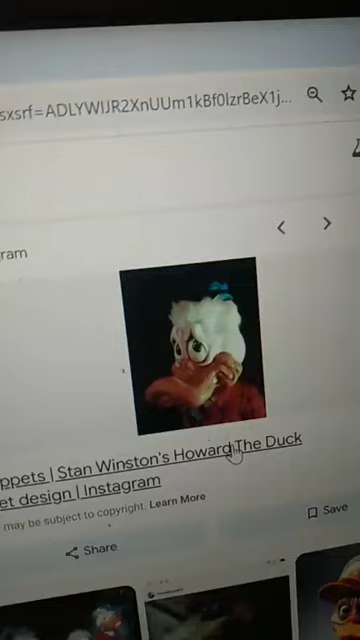 sxsrf=ADLYWIJR2XnUUm1kBf0lzrBeX1j...
ram
ppets | Stan Winston's Howard The Duck
et design | Instagram
may be subject to copyright. Learn More
Share
Save